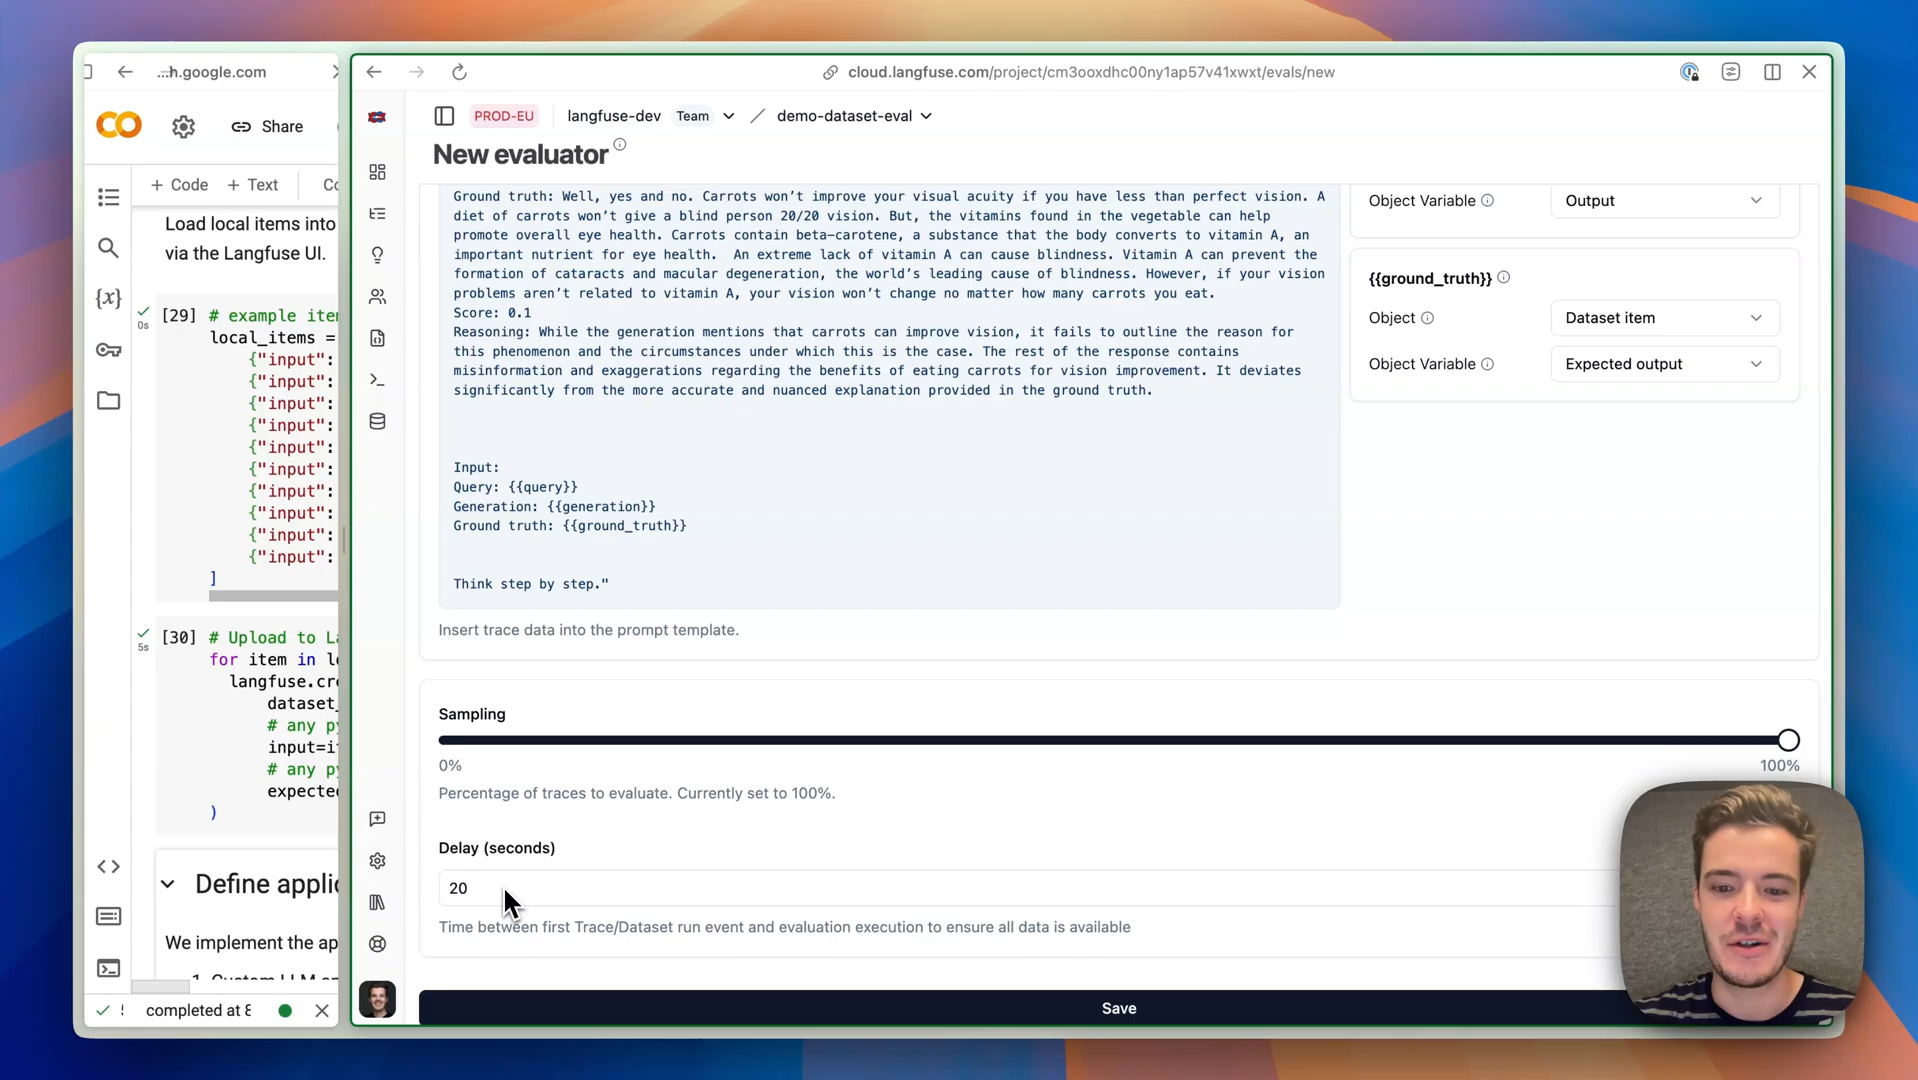 ...h.google.com
Share
+ Code + Text
Load local items into
via the Langfuse UI.
[29] # example ite
0s
local_items =
{"input":
{"input":
{"input":
{"input":
{"input":
{"input":
{"input":
{"input":
{"input":
{"input":
]
[30] # Upload to L
5s
for item in l
langfuse.cr
dataset_
# any p
input=i
# any p
expecte
)
Define applic
We implement the ap
completed at 8
cloud.langfuse.com/project/cm3ooxdhc00ny1ap57v41xwxt/evals/new
PROD-EU langfuse-dev Team / demo-dataset-eval
New evaluator
Ground truth: Well, yes and no. Carrots won’t improve your visual acuity if you have less than perfect vision. A
diet of carrots won’t give a blind person 20/20 vision. But, the vitamins found in the vegetable can help
promote overall eye health. Carrots contain beta-carotene, a substance that the body converts to vitamin A, an
important nutrient for eye health.  An extreme lack of vitamin A can cause blindness. Vitamin A can prevent the
formation of cataracts and macular degeneration, the world’s leading cause of blindness. However, if your vision
problems aren’t related to vitamin A, your vision won’t change no matter how many carrots you eat.
Score: 0.1
Reasoning: While the generation mentions that carrots can improve vision, it fails to outline the reason for
this phenomenon and the circumstances under which this is the case. The rest of the response contains
misinformation and exaggerations regarding the benefits of eating carrots for vision improvement. It deviates
significantly from the more accurate and nuanced explanation provided in the ground truth.
Input:
Query: {{query}}
Generation: {{generation}}
Ground truth: {{ground_truth}}
Think step by step."
Insert trace data into the prompt template.
Object Variable Output
{{ground_truth}}
Object Dataset item
Object Variable Expected output
Sampling
0% 100%
Percentage of traces to evaluate. Currently set to 100%.
Delay (seconds)
20
Time between first Trace/Dataset run event and evaluation execution to ensure all data is available
Save